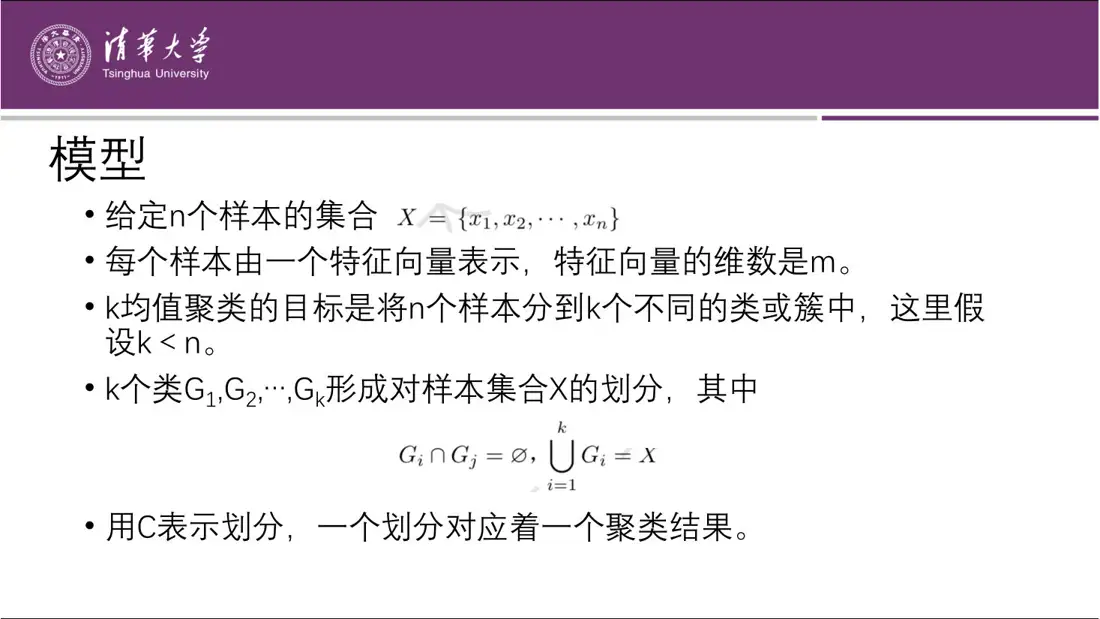 清华大学
Tsinghua University
模型
• 给定n个样本的集合 X = {x₁, x₂, ⋯ , xₙ}
• 每个样本由一个特征向量表示，特征向量的维数是m。
• k均值聚类的目标是将n个样本分到k个不同的类或簇中，这里假
设k < n。
• k个类G₁,G₂,⋯,Gₖ形成对样本集合X的划分，其中
Gᵢ ∩ Gⱼ = ∅, ⋃ᵢ₌₁ᵏ Gᵢ = X
• 用C表示划分，一个划分对应着一个聚类结果。